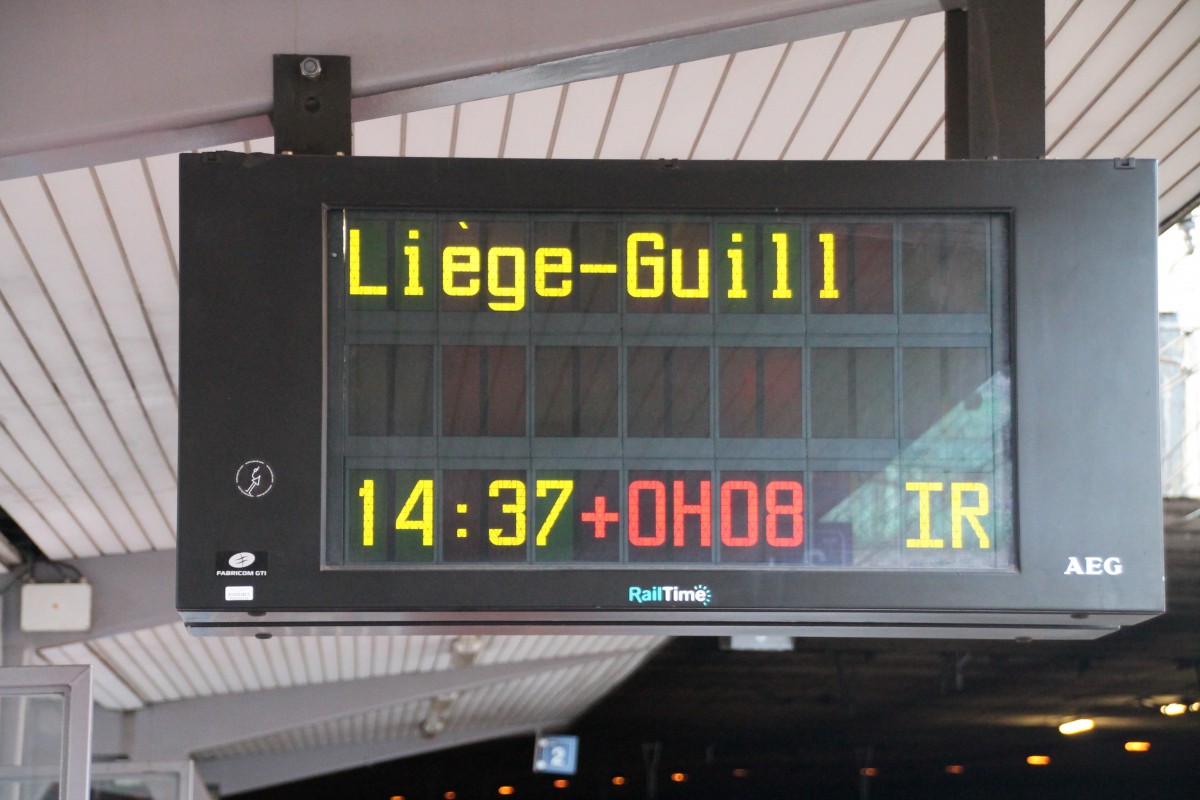 Liège-Guill
14:37+0H08 IR
FABRICOM GTI
AEG
RailTime
2